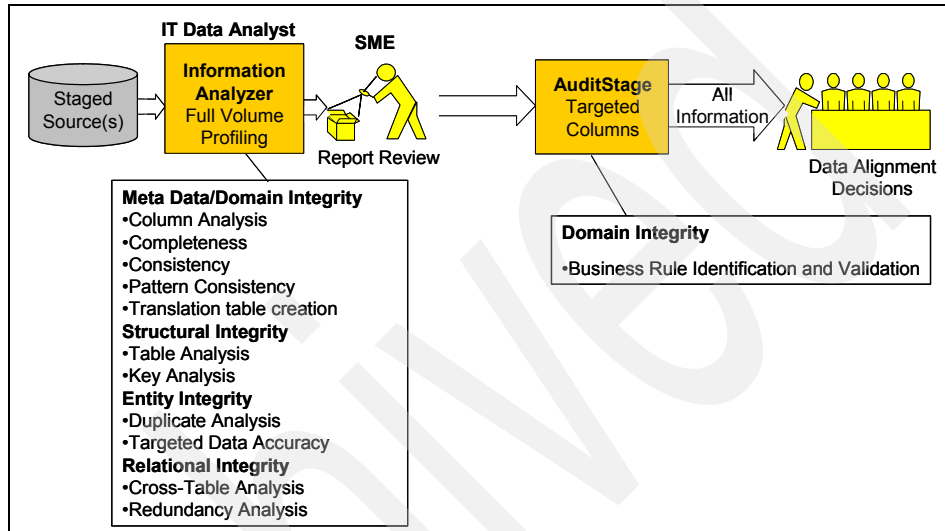 IT Data Analyst
SME
Staged
Source(s)
Information
Analyzer
Full Volume
Profiling
Report Review
AuditStage
Targeted
Columns
All
Information
Data Alignment
Decisions
Meta Data/Domain Integrity
•Column Analysis
•Completeness
•Consistency
•Pattern Consistency
•Translation table creation
Structural Integrity
•Table Analysis
•Key Analysis
Entity Integrity
•Duplicate Analysis
•Targeted Data Accuracy
Relational Integrity
•Cross-Table Analysis
•Redundancy Analysis
Domain Integrity
•Business Rule Identification and Validation
hived